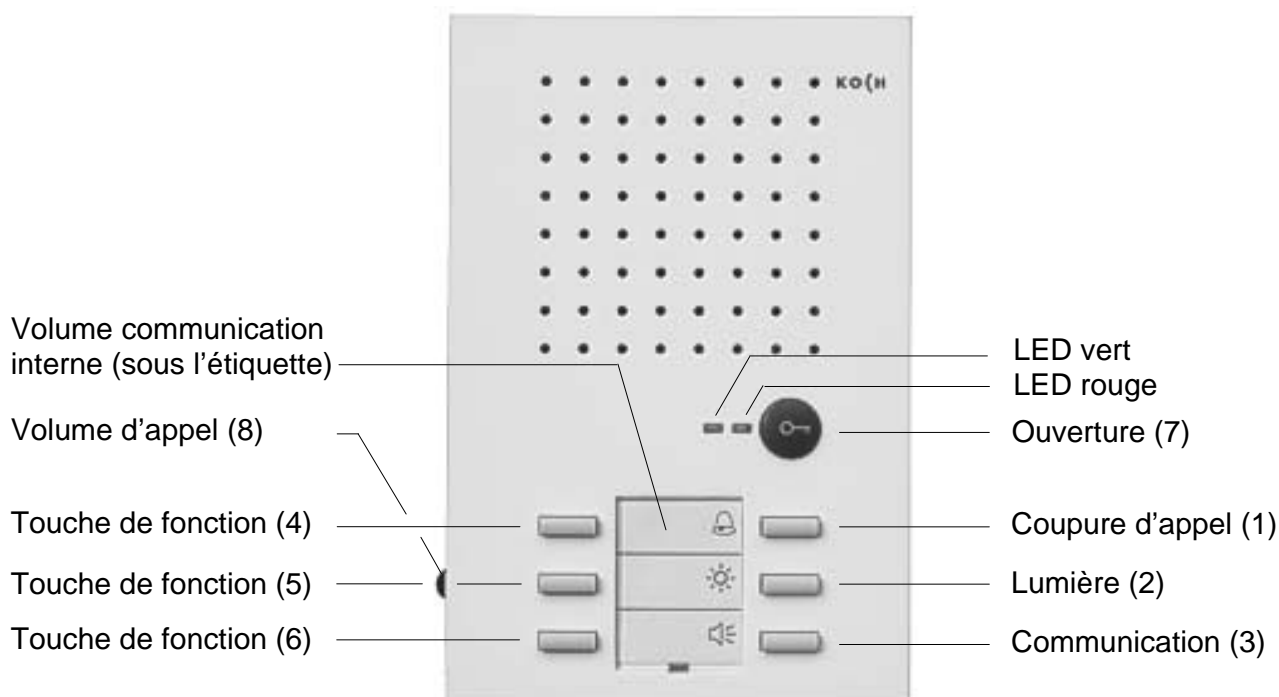 KOCH
Volume communication
interne (sous l’étiquette)
Volume d’appel (8)
Touche de fonction (4)
Touche de fonction (5)
Touche de fonction (6)
LED vert
LED rouge
Ouverture (7)
Coupure d’appel (1)
Lumière (2)
Communication (3)